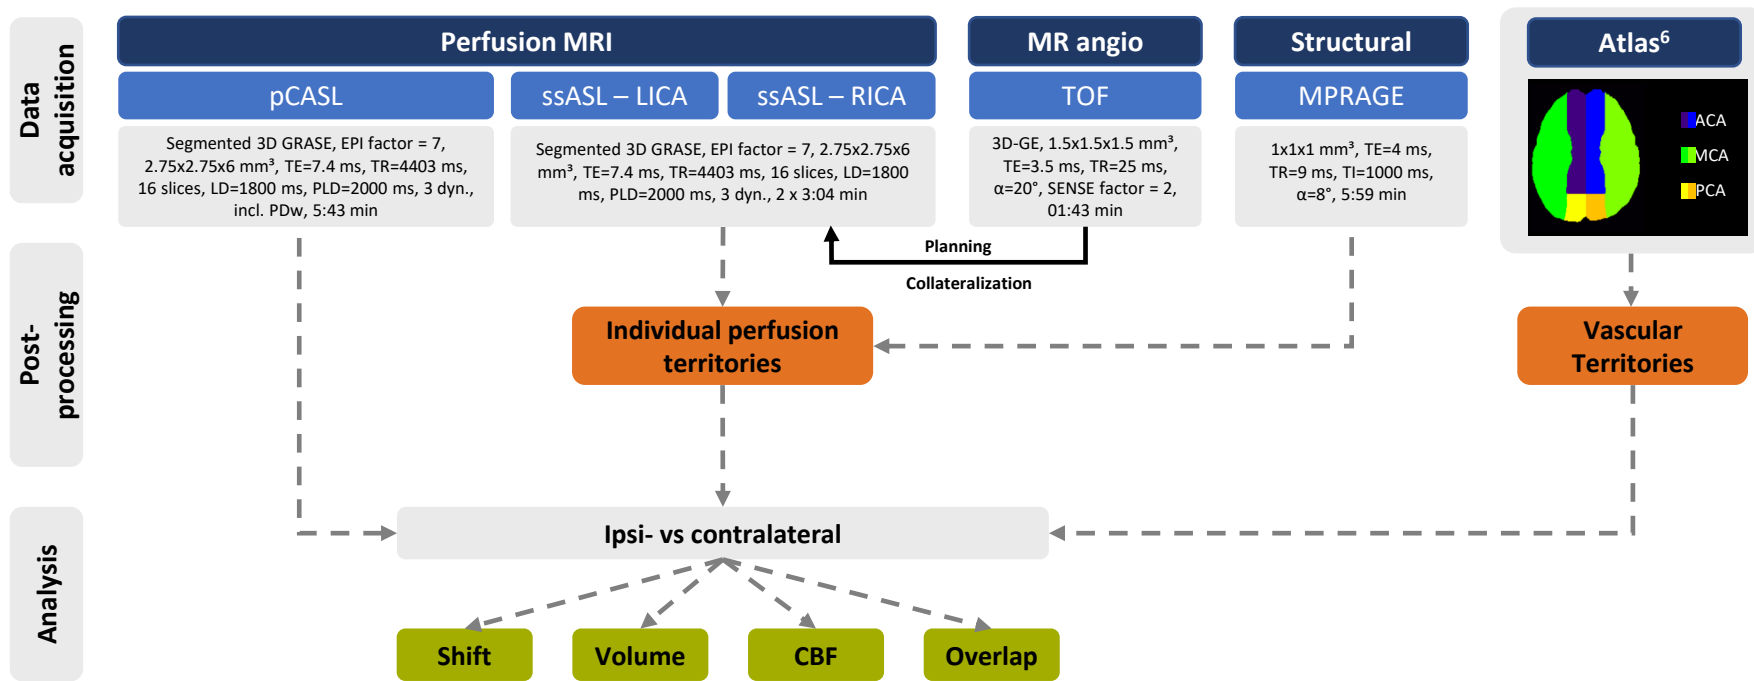 Data
acquisition
Perfusion MRI
MR angio
Structural
Atlas⁶
pCASL
ssASL – LICA
ssASL – RICA
TOF
MPRAGE
Segmented 3D GRASE, EPI factor = 7,
2.75x2.75x6 mm³, TE=7.4 ms, TR=4403 ms,
16 slices, LD=1800 ms, PLD=2000 ms, 3 dyn.,
incl. PDw, 5:43 min
Segmented 3D GRASE, EPI factor = 7, 2.75x2.75x6
mm³, TE=7.4 ms, TR=4403 ms, 16 slices, LD=1800
ms, PLD=2000 ms, 3 dyn., 2 x 3:04 min
3D-GE, 1.5x1.5x1.5 mm³,
TE=3.5 ms, TR=25 ms,
α=20°, SENSE factor = 2,
01:43 min
1x1x1 mm³, TE=4 ms,
TR=9 ms, TI=1000 ms,
α=8°, 5:59 min
ACA
MCA
PCA
Planning
Collateralization
Post-
processing
Individual perfusion
territories
Vascular
Territories
Analysis
Ipsi- vs contralateral
Shift
Volume
CBF
Overlap